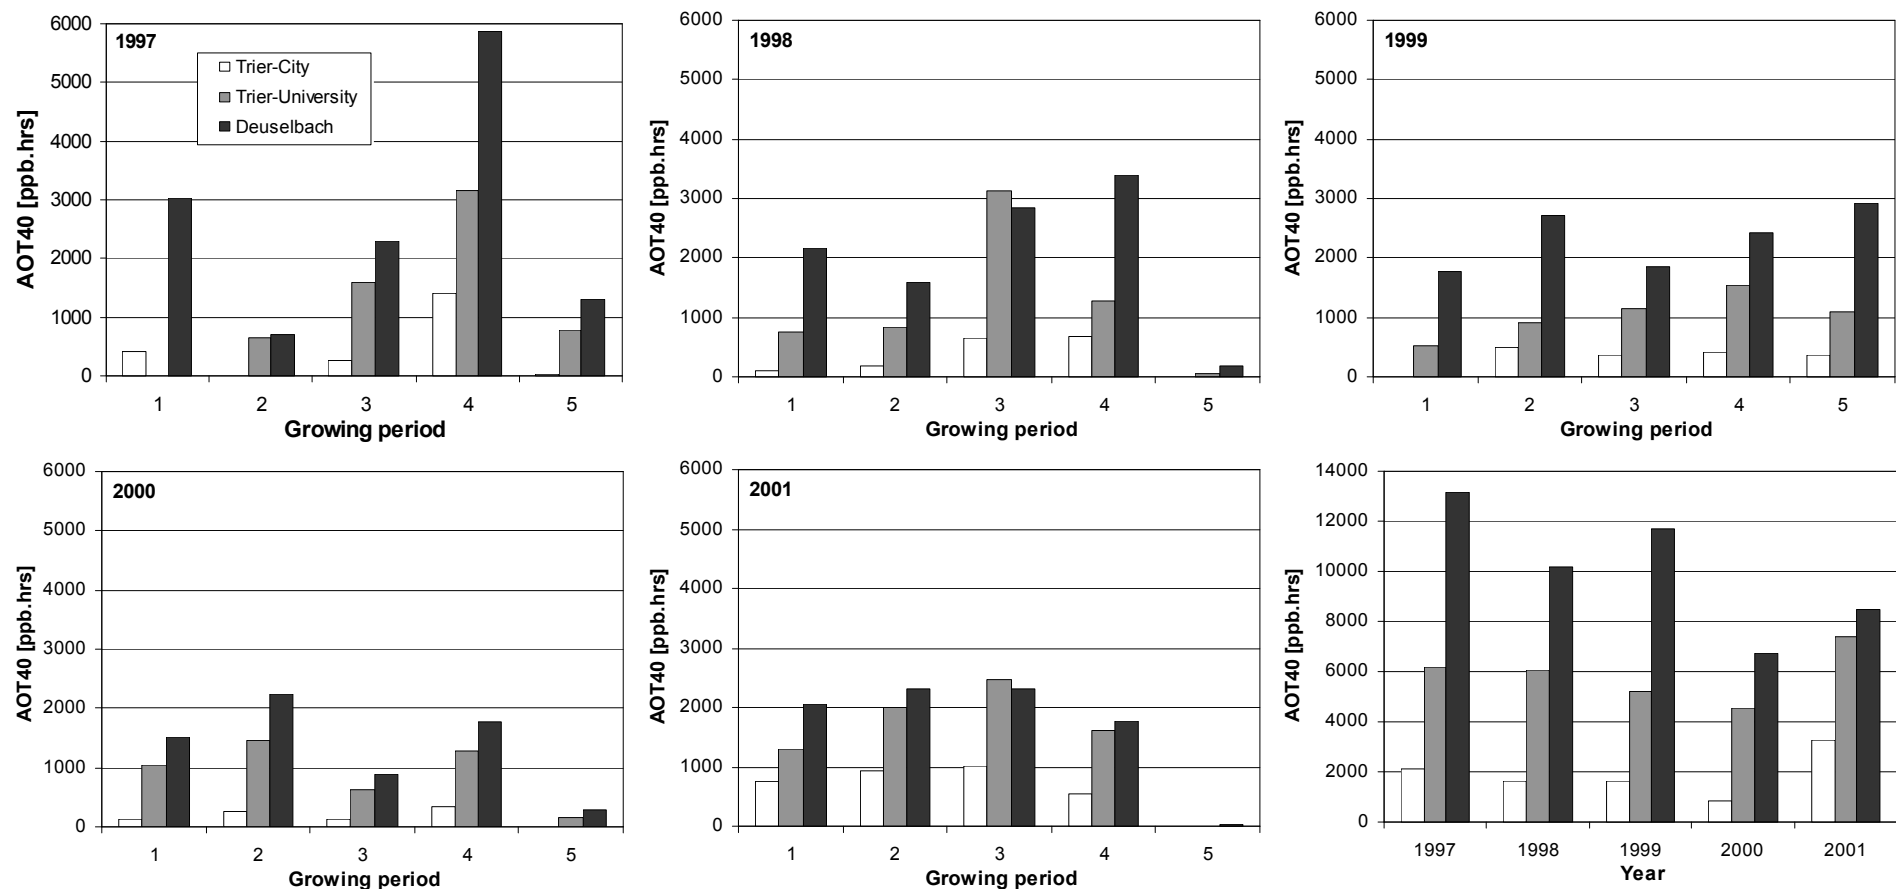 1997
AOT40 [ppb.hrs]
6000
5000
4000
3000
2000
1000
0
Trier-City
Trier-University
Deuselbach
1 2 3 4 5
Growing period
1998
AOT40 [ppb.hrs]
6000
5000
4000
3000
2000
1000
0
1 2 3 4 5
Growing period
1999
AOT40 [ppb.hrs]
6000
5000
4000
3000
2000
1000
0
1 2 3 4 5
Growing period
2000
AOT40 [ppb.hrs]
6000
5000
4000
3000
2000
1000
0
1 2 3 4 5
Growing period
2001
AOT40 [ppb.hrs]
6000
5000
4000
3000
2000
1000
0
1 2 3 4 5
Growing period
AOT40 [ppb.hrs]
14000
12000
10000
8000
6000
4000
2000
0
1997 1998 1999 2000 2001
Year